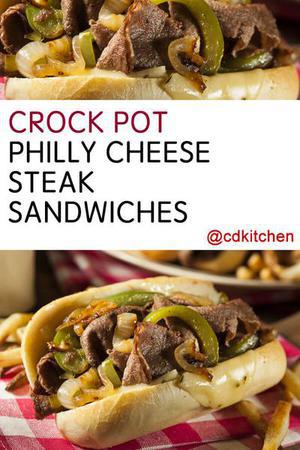 CROCK POT
PHILLY CHEESE
STEAK
SANDWICHES
@cdkitchen